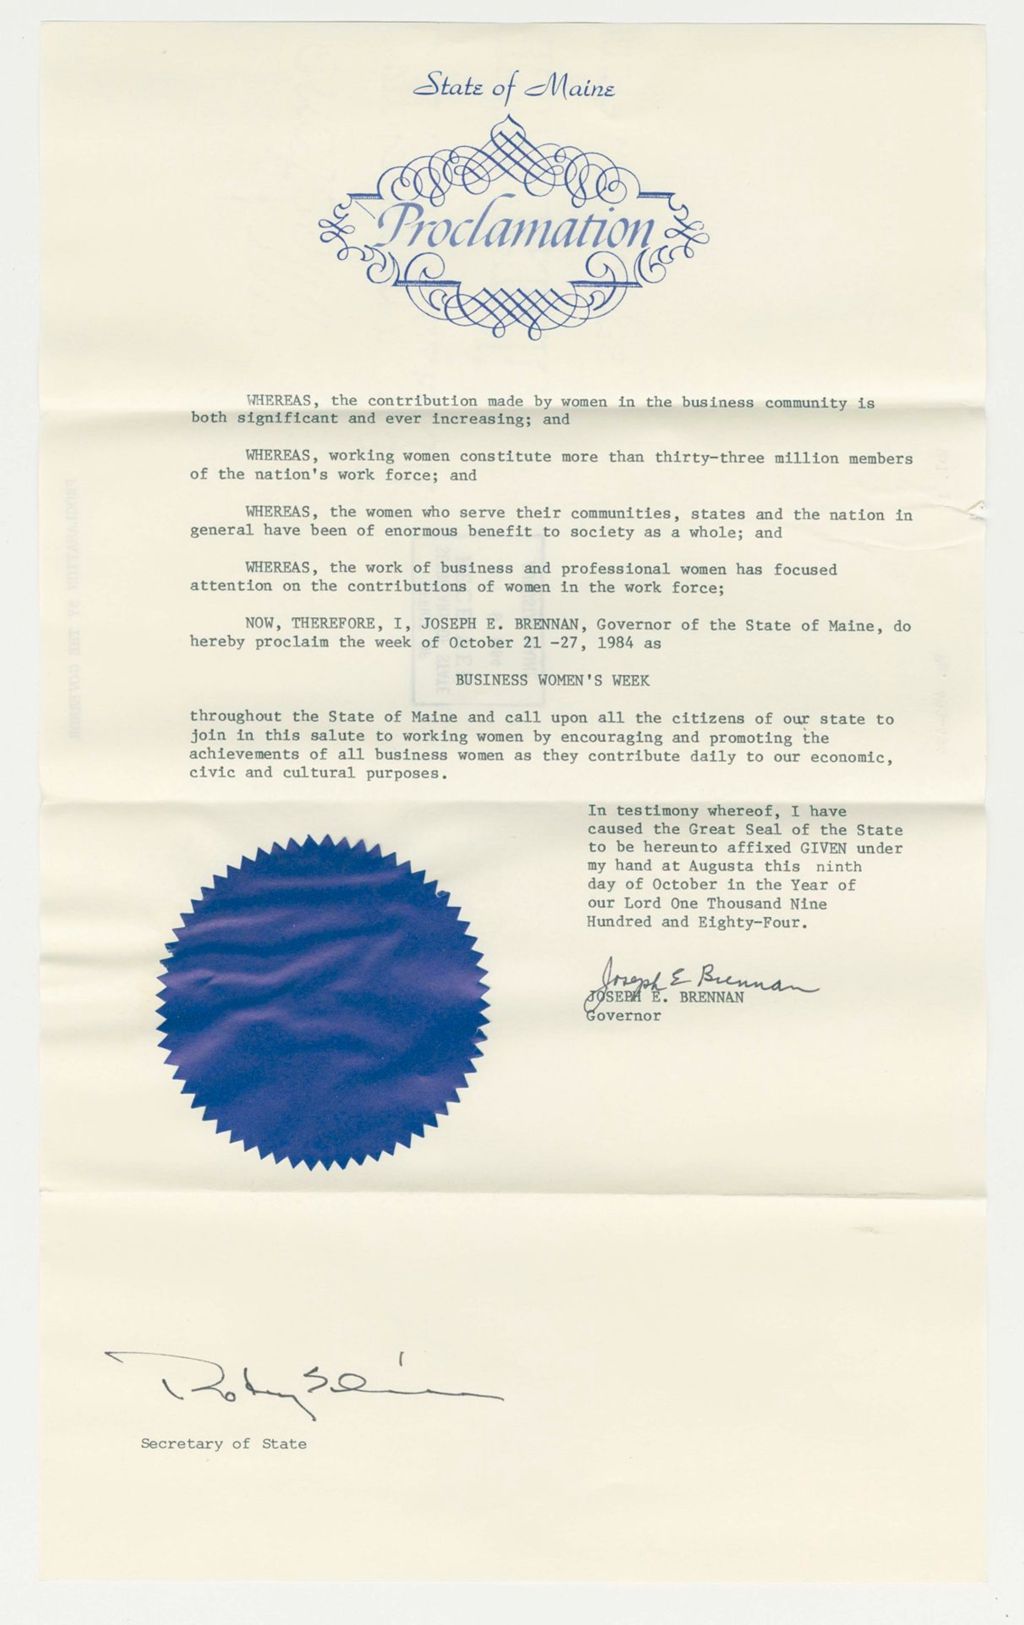 State of Maine
Proclamation
WHEREAS, the contribution made by women in the business community is
both significant and ever increasing; and
WHEREAS, working women constitute more than thirty-three million members
of the nation's work force; and
WHEREAS, the women who serve their communities, states and the nation in
general have been of enormous benefit to society as a whole; and
WHEREAS, the work of business and professional women has focused
attention on the contributions of women in the work force;
NOW, THEREFORE, I, JOSEPH E. BRENNAN, Governor of the State of Maine, do
hereby proclaim the week of October 21 -27, 1984 as
BUSINESS WOMEN'S WEEK
throughout the State of Maine and call upon all the citizens of our state to
join in this salute to working women by encouraging and promoting the
achievements of all business women as they contribute daily to our economic,
civic and cultural purposes.
In testimony whereof, I have
caused the Great Seal of the State
to be hereunto affixed GIVEN under
my hand at Augusta this ninth
day of October in the Year of
our Lord One Thousand Nine
Hundred and Eighty-Four.
Joseph E Brennan
JOSEPH E. BRENNAN
Governor
Secretary of State